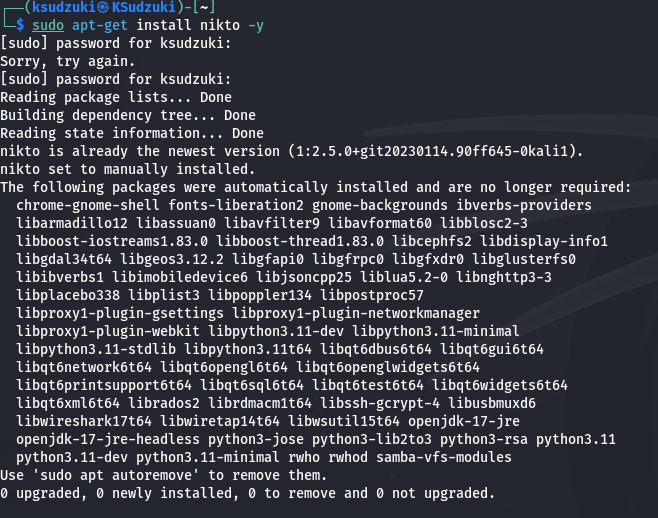 ┌──(ksudzuki㉿KSudzuki)-[~]
└─$ sudo apt-get install nikto -y
[sudo] password for ksudzuki:
Sorry, try again.
[sudo] password for ksudzuki:
Reading package lists... Done
Building dependency tree... Done
Reading state information... Done
nikto is already the newest version (1:2.5.0+git20230114.90ff645-0kali1).
nikto set to manually installed.
The following packages were automatically installed and are no longer required:
  chrome-gnome-shell fonts-liberation2 gnome-backgrounds ibverbs-providers
  libarmadillo12 libassuan0 libavfilter9 libavformat60 libblosc2-3
  libboost-iostreams1.83.0 libboost-thread1.83.0 libcephfs2 libdisplay-info1
  libgdal34t64 libgeos3.12.2 libgfapi0 libgfrpc0 libgfxdr0 libglusterfs0
  libibverbs1 libimobiledevice6 libjsoncpp25 liblua5.2-0 libnghttp3-3
  libplacebo338 libplist3 libpoppler134 libpostproc57
  libproxy1-plugin-gsettings libproxy1-plugin-networkmanager
  libproxy1-plugin-webkit libpython3.11-dev libpython3.11-minimal
  libpython3.11-stdlib libpython3.11t64 libqt6dbus6t64 libqt6gui6t64
  libqt6network6t64 libqt6opengl6t64 libqt6openglwidgets6t64
  libqt6printsupport6t64 libqt6sql6t64 libqt6test6t64 libqt6widgets6t64
  libqt6xml6t64 librados2 librdmacm1t64 libssh-gcrypt-4 libusbmuxd6
  libwireshark17t64 libwiretap14t64 libwsutil15t64 openjdk-17-jre
  openjdk-17-jre-headless python3-jose python3-lib2to3 python3-rsa python3.11
  python3.11-dev python3.11-minimal rwho rwhod samba-vfs-modules
Use 'sudo apt autoremove' to remove them.
0 upgraded, 0 newly installed, 0 to remove and 0 not upgraded.